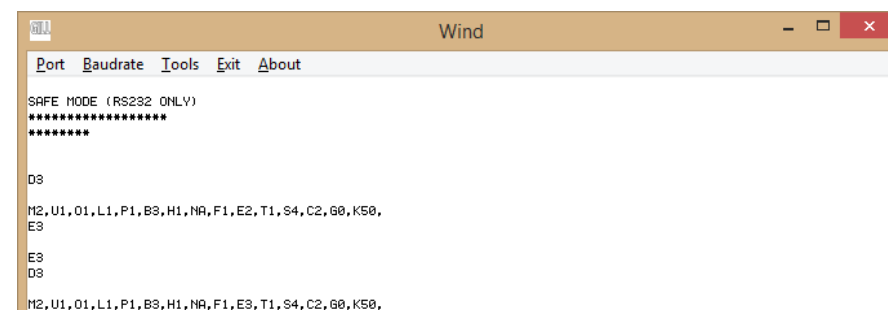 GILL
Wind
Port Baudrate Tools Exit About
SAFE MODE (RS232 ONLY)
******************
********
D3
M2,U1,O1,L1,P1,B3,H1,NA,F1,E2,T1,S4,C2,G0,K50,
E3
E3
D3
M2,U1,O1,L1,P1,B3,H1,NA,F1,E3,T1,S4,C2,G0,K50,